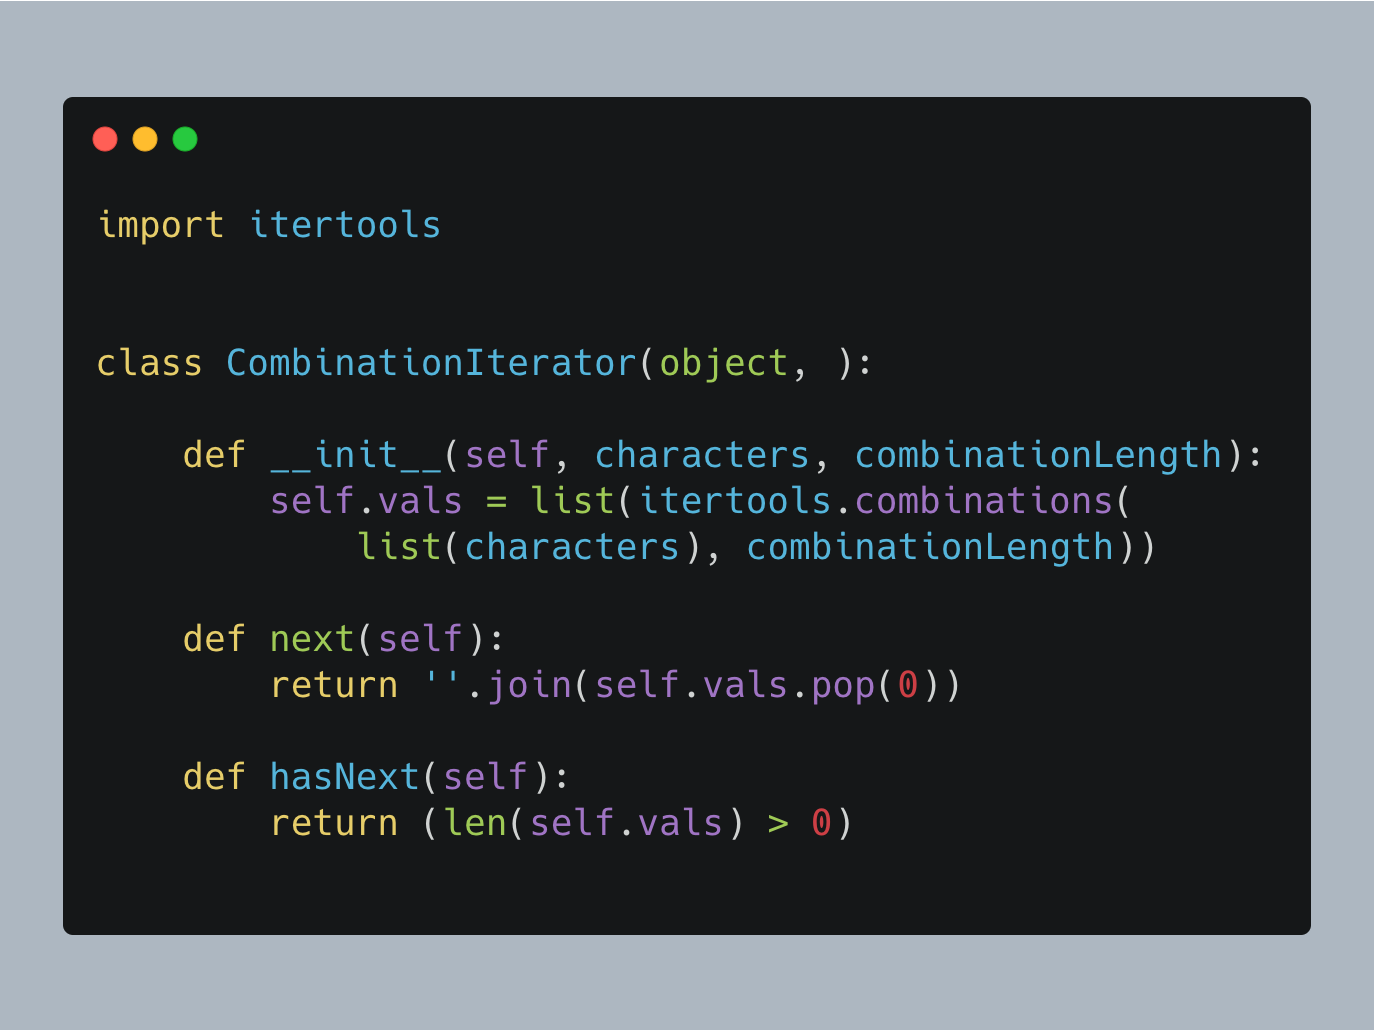 import itertools
class CombinationIterator(object, ):
    def __init__(self, characters, combinationLength):
        self.vals = list(itertools.combinations(
            list(characters), combinationLength))
    def next(self):
        return ''.join(self.vals.pop(0))
    def hasNext(self):
        return (len(self.vals) > 0)